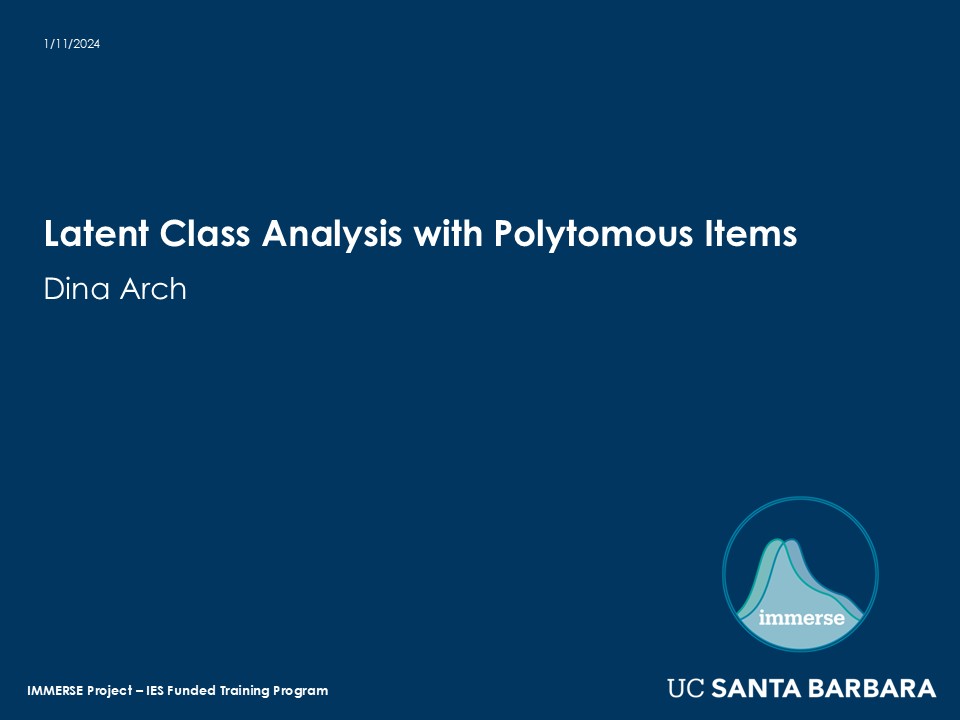 1/11/2024
Latent Class Analysis with Polytomous Items
Dina Arch
immerse
IMMERSE Project – IES Funded Training Program
UC SANTA BARBARA